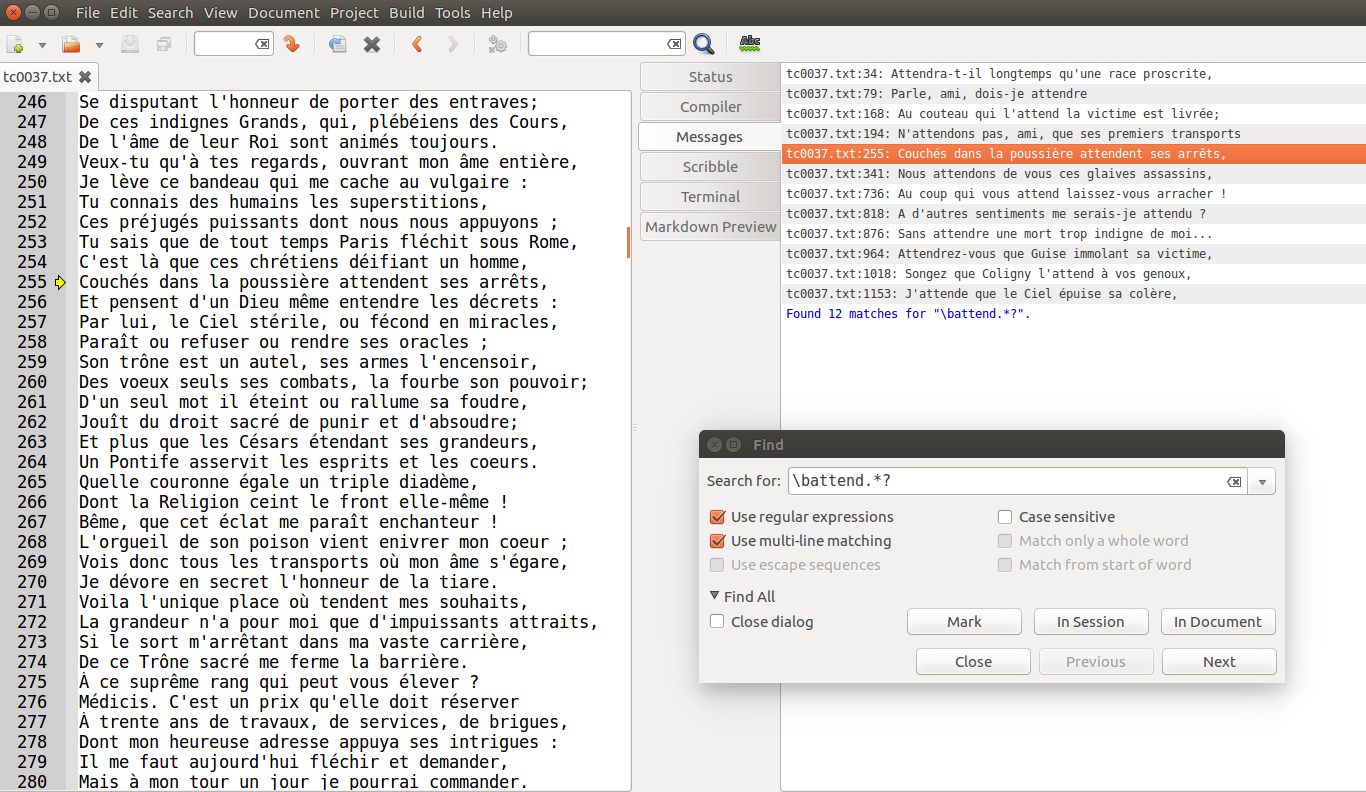 File Edit Search View Document Project Build Tools Help
Abc
tc0037.txt
246 Se disputant l'honneur de porter des entraves;
247 De ces indignes Grands, qui, plébéiens des Cours,
248 De l'âme de leur Roi sont animés toujours.
249 Veux-tu qu'à tes regards, ouvrant mon âme entière,
250 Je lève ce bandeau qui me cache au vulgaire :
251 Tu connais des humains les superstitions,
252 Ces préjugés puissants dont nous nous appuyons ;
253 Tu sais que de tout temps Paris fléchit sous Rome,
254 C'est là que ces chrétiens déifiant un homme,
255 Couchés dans la poussière attendent ses arrêts,
256 Et pensent d'un Dieu même entendre les décrets :
257 Par lui, le Ciel stérile, ou fécond en miracles,
258 Paraît ou refuser ou rendre ses oracles ;
259 Son trône est un autel, ses armes l'encensoir,
260 Des voeux seuls ses combats, la fourbe son pouvoir;
261 D'un seul mot il éteint ou rallume sa foudre,
262 Jouît du droit sacré de punir et d'absoudre;
263 Et plus que les Césars étendant ses grandeurs,
264 Un Pontife asservit les esprits et les coeurs.
265 Quelle couronne égale un triple diadème,
266 Dont la Religion ceint le front elle-même !
267 Bême, que cet éclat me paraît enchanteur !
268 L'orgueil de son poison vient enivrer mon coeur ;
269 Vois donc tous les transports où mon âme s'égare,
270 Je dévore en secret l'honneur de la tiare.
271 Voila l'unique place où tendent mes souhaits,
272 La grandeur n'a pour moi que d'impuissants attraits,
273 Si le sort m'arrêtant dans ma vaste carrière,
274 De ce Trône sacré me ferme la barrière.
275 À ce suprême rang qui peut vous élever ?
276 Médicis. C'est un prix qu'elle doit réserver
277 À trente ans de travaux, de services, de brigues,
278 Dont mon heureuse adresse appuya ses intrigues :
279 Il me faut aujourd'hui fléchir et demander,
280 Mais à mon tour un jour je pourrai commander.
Status
Compiler
Messages
Scribble
Terminal
Markdown Preview
tc0037.txt:34: Attendra-t-il longtemps qu'une race proscrite,
tc0037.txt:79: Parle, ami, dois-je attendre
tc0037.txt:168: Au couteau qui l'attend la victime est livrée;
tc0037.txt:194: N'attendons pas, ami, que ses premiers transports
tc0037.txt:255: Couchés dans la poussière attendent ses arrêts,
tc0037.txt:341: Nous attendons de vous ces glaives assassins,
tc0037.txt:736: Au coup qui vous attend laissez-vous arracher !
tc0037.txt:818: A d'autres sentiments me serais-je attendu ?
tc0037.txt:876: Sans attendre une mort trop indigne de moi...
tc0037.txt:964: Attendrez-vous que Guise immolant sa victime,
tc0037.txt:1018: Songez que Coligny l'attend à vos genoux,
tc0037.txt:1153: J'attende que le Ciel épuise sa colère,
Found 12 matches for "\battend.*?".
Find
Search for: \battend.*?
Use regular expressions Case sensitive
Use multi-line matching Match only a whole word
Use escape sequences Match from start of word
Find All
Close dialog Mark In Session In Document
Close Previous Next